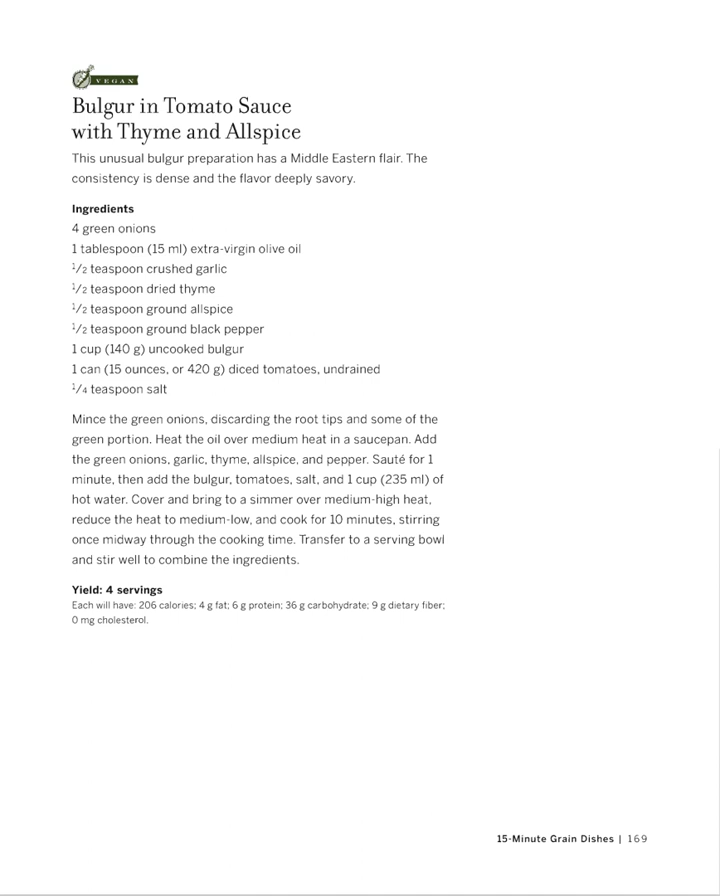 VEGAN
Bulgur in Tomato Sauce
with Thyme and Allspice
This unusual bulgur preparation has a Middle Eastern flair. The
consistency is dense and the flavor deeply savory.
Ingredients
4 green onions
1 tablespoon (15 ml) extra-virgin olive oil
1/2 teaspoon crushed garlic
1/2 teaspoon dried thyme
1/2 teaspoon ground allspice
1/2 teaspoon ground black pepper
1 cup (140 g) uncooked bulgur
1 can (15 ounces, or 420 g) diced tomatoes, undrained
1/4 teaspoon salt
Mince the green onions, discarding the root tips and some of the
green portion. Heat the oil over medium heat in a saucepan. Add
the green onions, garlic, thyme, allspice, and pepper. Sauté for 1
minute, then add the bulgur, tomatoes, salt, and 1 cup (235 ml) of
hot water. Cover and bring to a simmer over medium-high heat,
reduce the heat to medium-low, and cook for 10 minutes, stirring
once midway through the cooking time. Transfer to a serving bowl
and stir well to combine the ingredients.
Yield: 4 servings
Each will have: 206 calories; 4 g fat; 6 g protein; 36 g carbohydrate; 9 g dietary fiber;
0 mg cholesterol.
15-Minute Grain Dishes | 169